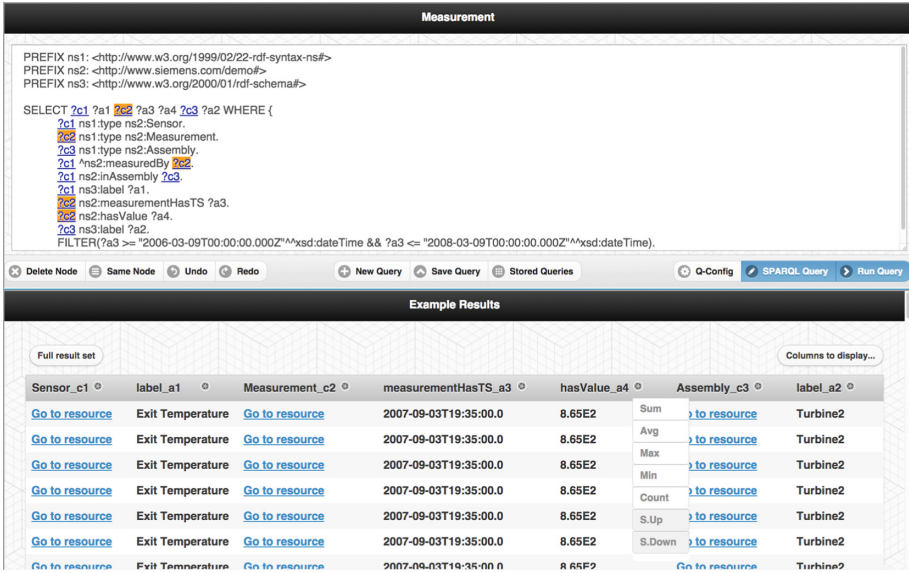 Measurement
PREFIX ns1: <http://www.w3.org/1999/02/22-rdf-syntax-ns#>
PREFIX ns2: <http://www.siemens.com/demo#>
PREFIX ns3: <http://www.w3.org/2000/01/rdf-schema#>
SELECT ?c1 ?a1 ?c2 ?a3 ?a4 ?c3 ?a2 WHERE {
?c1 ns1:type ns2:Sensor.
?c2 ns1:type ns2:Measurement.
?c3 ns1:type ns2:Assembly.
?c1 ^ns2:measuredBy ?c2.
?c1 ns2:inAssembly ?c3.
?c1 ns3:label ?a1.
?c2 ns2:measurementHasTS ?a3.
?c2 ns2:hasValue ?a4.
?c3 ns3:label ?a2.
FILTER(?a3 >= "2006-03-09T00:00:00.000Z"^^xsd:dateTime && ?a3 <= "2008-03-09T00:00:00.000Z"^^xsd:dateTime).
Delete Node Same Node Undo Redo New Query Save Query Stored Queries Q-Config SPARQL Query Run Query
Example Results
Full result set Columns to display...
Sensor_c1 label_a1 Measurement_c2 measurementHasTS_a3 hasValue_a4 Assembly_c3 label_a2
Go to resource Exit Temperature Go to resource 2007-09-03T19:35:00.0 8.65E2 Sum to resource Turbine2
Go to resource Exit Temperature Go to resource 2007-09-03T19:35:00.0 8.65E2 Avg to resource Turbine2
Max
Go to resource Exit Temperature Go to resource 2007-09-03T19:35:00.0 8.65E2 to resource Turbine2
Min
Go to resource Exit Temperature Go to resource 2007-09-03T19:35:00.0 8.65E2 to resource Turbine2
Count
Go to resource Exit Temperature Go to resource 2007-09-03T19:35:00.0 8.65E2 S.Up to resource Turbine2
Go to resource Exit Temperature Go to resource 2007-09-03T19:35:00.0 8.65E2 S.Down to resource Turbine2
Go to resource Exit Temperature Go to resource 2007-09-03T19:35:00.0 8.65E2 Go to resource Turbine2